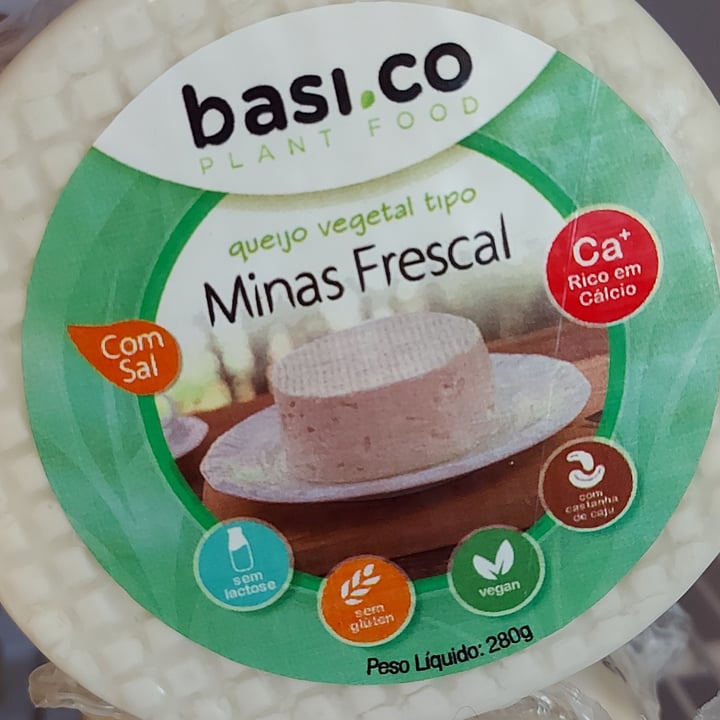 basi.co
PLANT FOOD
queijo vegetal tipo
Minas Frescal
Ca+
Rico em
Cálcio
Com
Sal
com
castanha
de caju
sem
lactose
sem
glúten
vegan
Peso Líquido: 280g